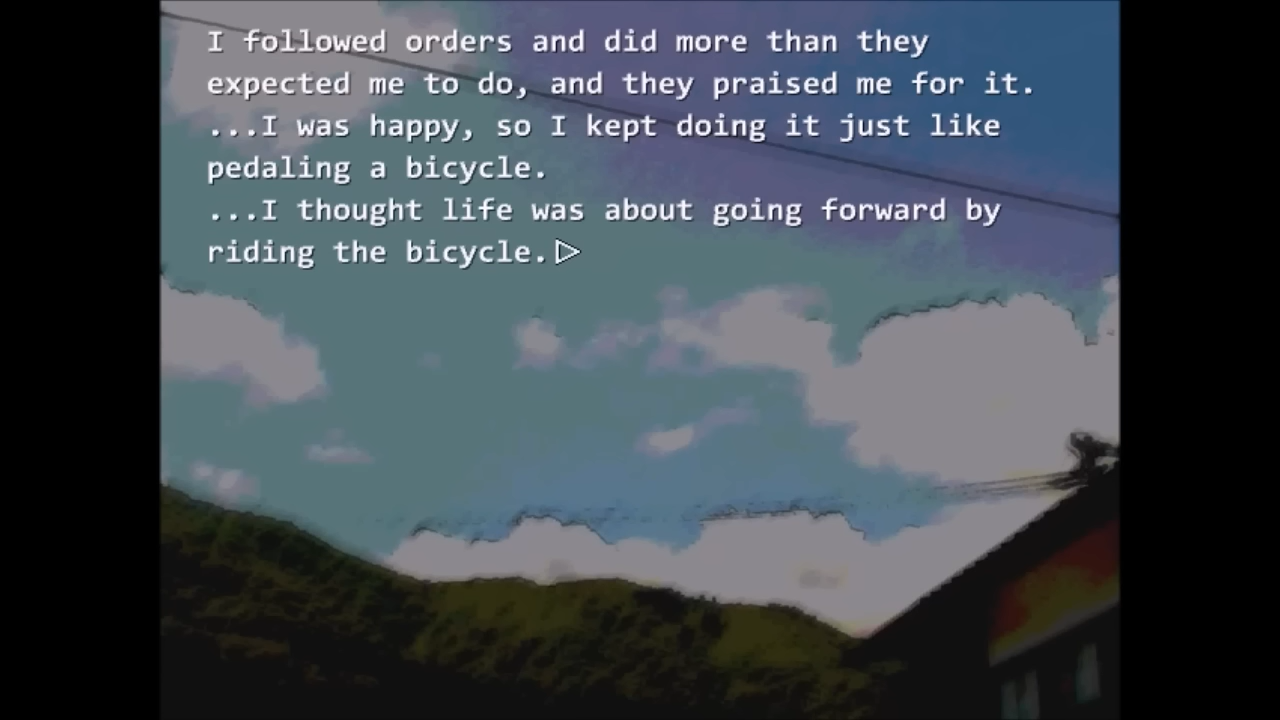 I followed orders and did more than they
expected me to do, and they praised me for it.
...I was happy, so I kept doing it just like
pedaling a bicycle.
...I thought life was about going forward by
riding the bicycle.